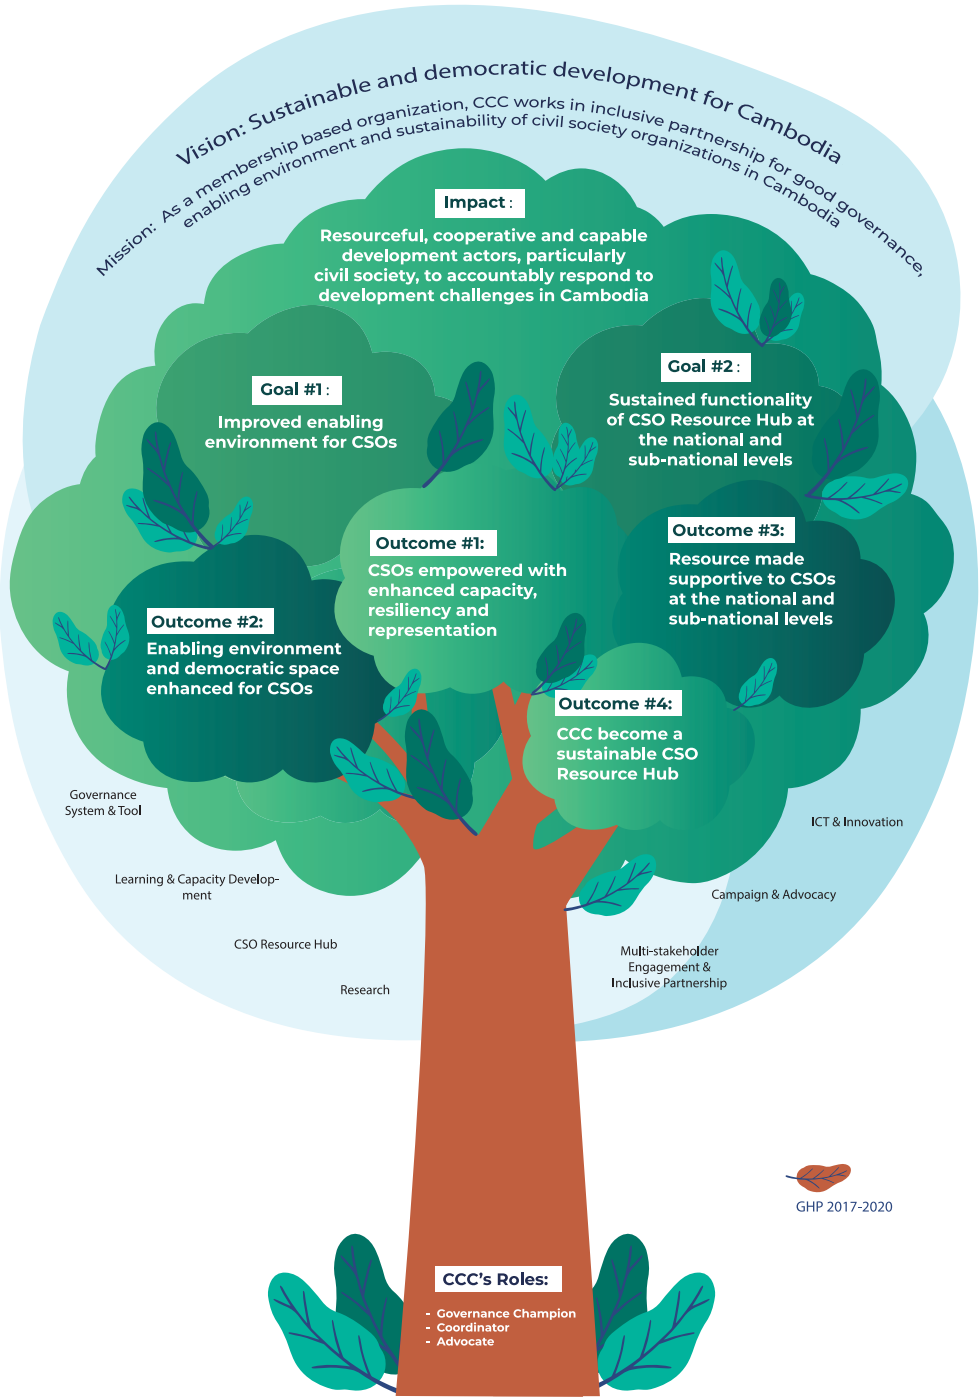 Vision: Sustainable and democratic development for Cambodia
Mission: As a membership based organization, CCC works in inclusive partnership for good governance,
enabling environment and sustainability of civil society organizations in Cambodia
Impact :
Resourceful, cooperative and capable
development actors, particularly
civil society, to accountably respond to
development challenges in Cambodia
Goal #1 :
Improved enabling
environment for CSOs
Goal #2 :
Sustained functionality
of CSO Resource Hub at
the national and
sub-national levels
Outcome #1:
CSOs empowered with
enhanced capacity,
resiliency and
representation
Outcome #3:
Resource made
supportive to CSOs
at the national and
sub-national levels
Outcome #2:
Enabling environment
and democratic space
enhanced for CSOs
Outcome #4:
CCC become a
sustainable CSO
Resource Hub
Governance
System & Tool
Learning & Capacity Develop-
ment
CSO Resource Hub
Research
ICT & Innovation
Campaign & Advocacy
Multi-stakeholder
Engagement &
Inclusive Partnership
GHP 2017-2020
CCC's Roles:
- Governance Champion
- Coordinator
- Advocate